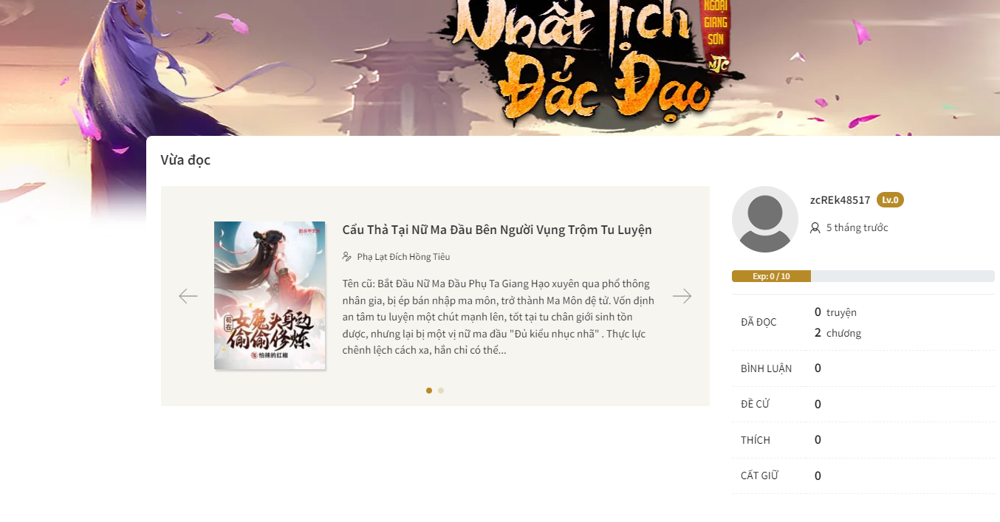 Nhất Tịch
Đắc Đạo
NGOẠI
GIANG
SƠN
MTC
Vừa đọc
Cẩu Thả Tại Nữ Ma Đầu Bên Người Vụng Trộm Tu Luyện
Phạ Lạt Đích Hồng Tiêu
Tên cũ: Bắt Đầu Nữ Ma Đầu Phụ Ta Giang Hạo xuyên qua phổ thông
nhân gia, bị ép bán nhập ma môn, trở thành Ma Môn đệ tử. Vốn định
an tâm tu luyện một chút mạnh lên, tốt tại tu chân giới sinh tồn
được, nhưng lại bị một vị nữ ma đầu "Đủ kiểu nhục nhã" . Thực lực
chênh lệch cách xa, hắn chỉ có thể...
苟在
女魔头身边
偷偷修炼
怕辣的红椒
zcREk48517 Lv.0
5 tháng trước
Exp: 0 / 10
ĐÃ ĐỌC
0 truyện
2 chương
BÌNH LUẬN 0
ĐỀ CỬ 0
THÍCH 0
CẤT GIỮ 0